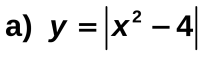 a) y = |x² − 4|